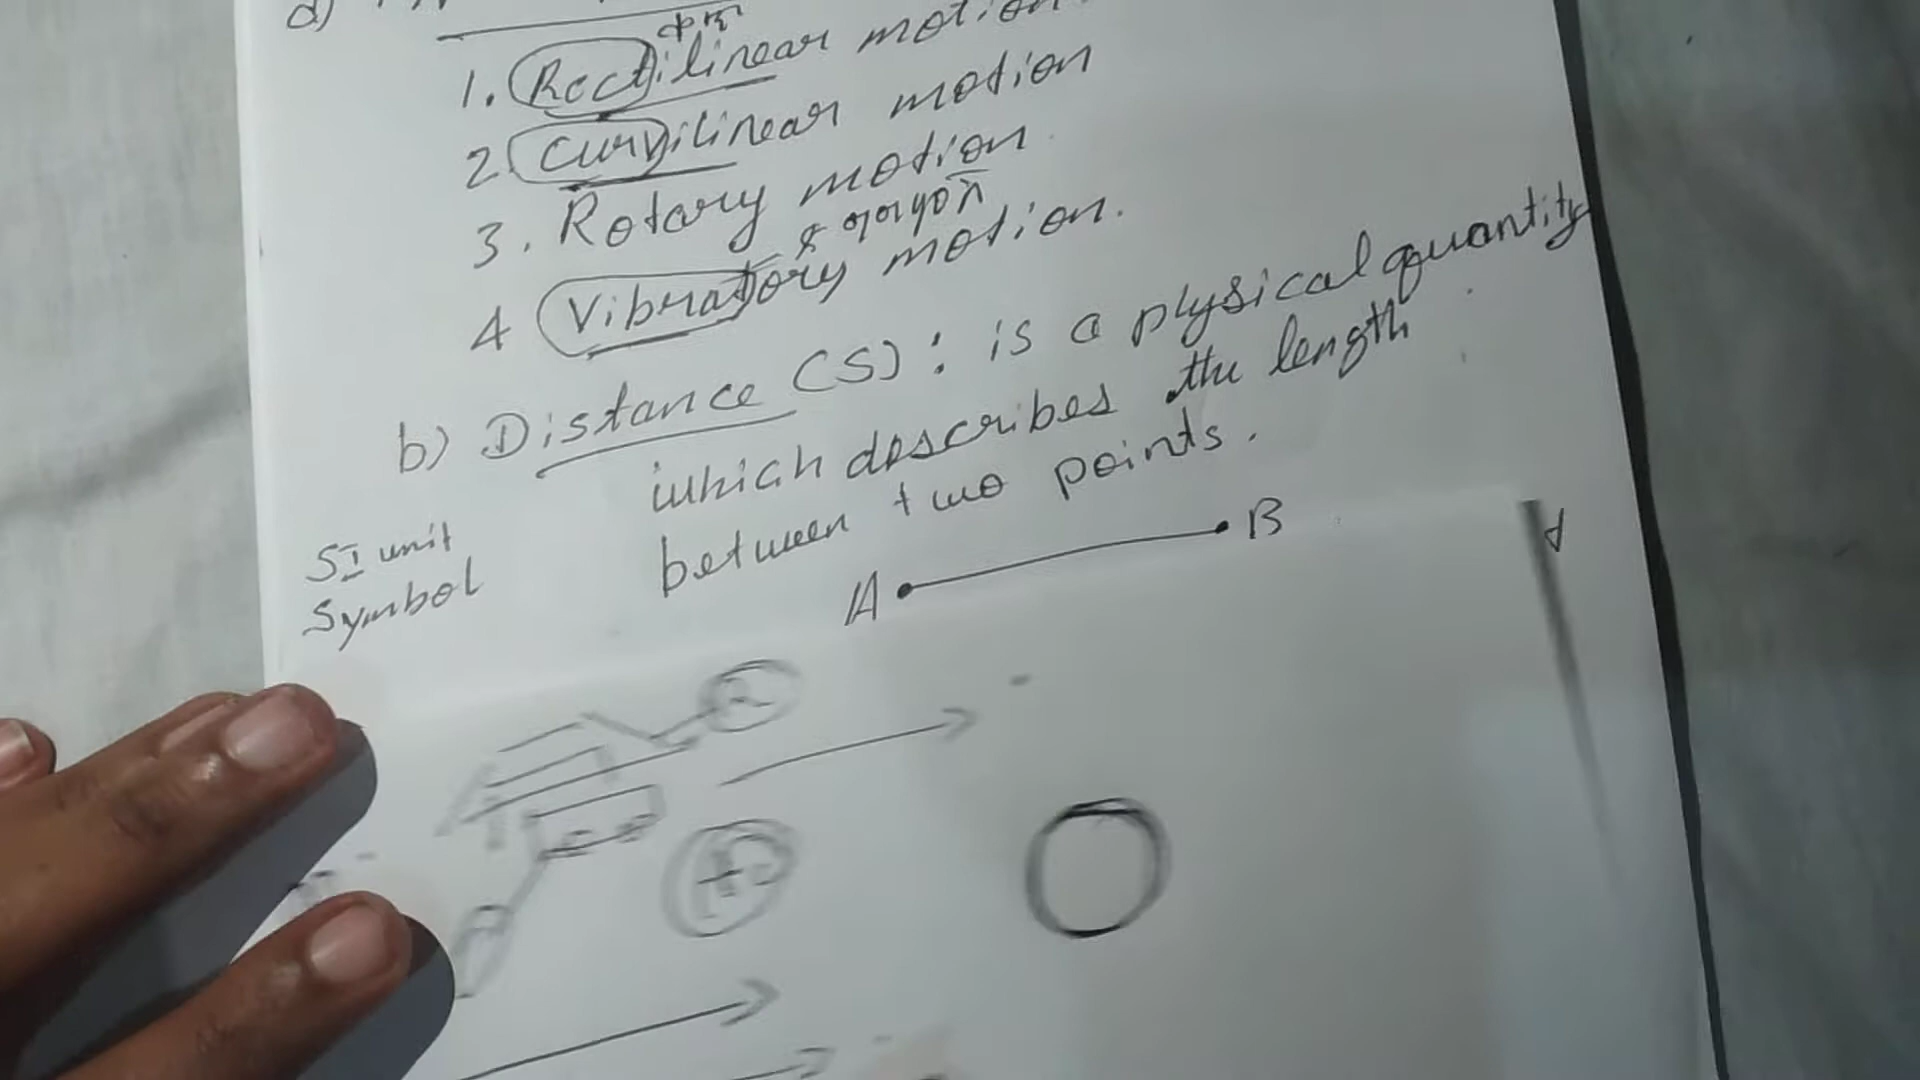 d)
1. Rectilinear motion.
2. Curvilinear motion
3. Rotary motion
4 Vibratory motion.
b) Distance (S): is a physical quantity
which describes the length
between two points.
SI unit
Symbol
A B